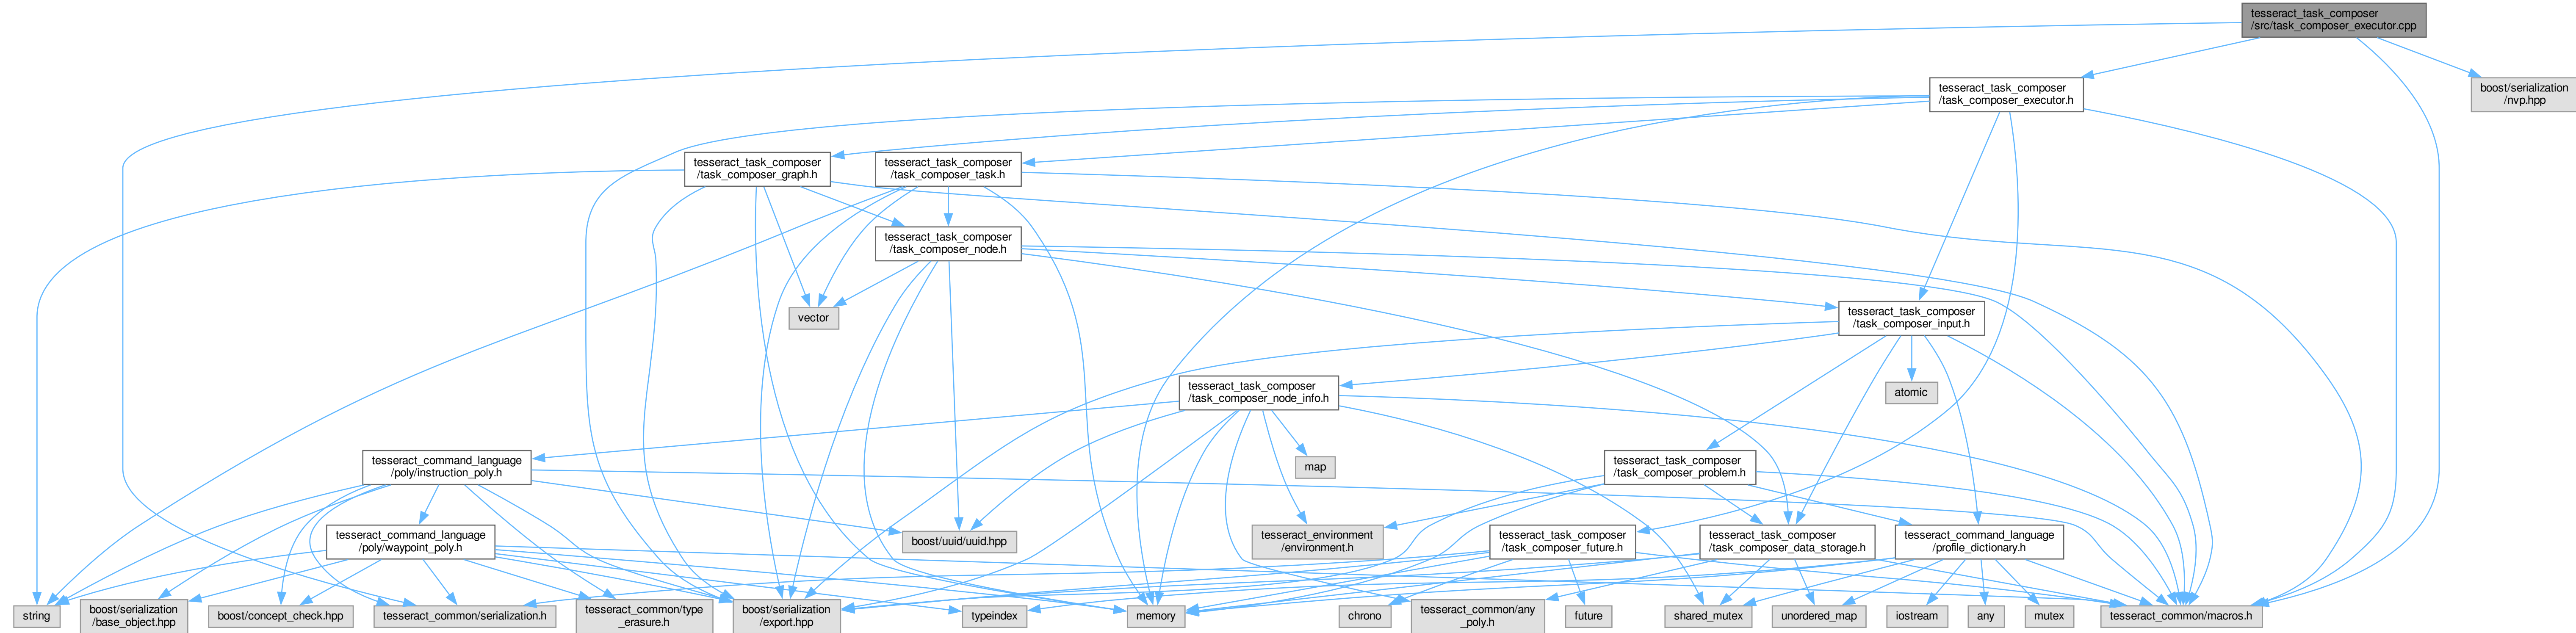 tesseract_task_composer
/src/task_composer_executor.cpp
tesseract_task_composer
/task_composer_executor.h
boost/serialization
/nvp.hpp
tesseract_task_composer
/task_composer_graph.h
tesseract_task_composer
/task_composer_task.h
tesseract_task_composer
/task_composer_node.h
vector
tesseract_task_composer
/task_composer_input.h
tesseract_task_composer
/task_composer_node_info.h
atomic
tesseract_command_language
/poly/instruction_poly.h
map
tesseract_task_composer
/task_composer_problem.h
tesseract_command_language
/poly/waypoint_poly.h
boost/uuid/uuid.hpp
tesseract_environment
/environment.h
tesseract_task_composer
/task_composer_future.h
tesseract_task_composer
/task_composer_data_storage.h
tesseract_command_language
/profile_dictionary.h
string
boost/serialization
/base_object.hpp
boost/concept_check.hpp
tesseract_common/serialization.h
tesseract_common/type
_erasure.h
boost/serialization
/export.hpp
typeindex
memory
chrono
tesseract_common/any
_poly.h
future
shared_mutex
unordered_map
iostream
any
mutex
tesseract_common/macros.h